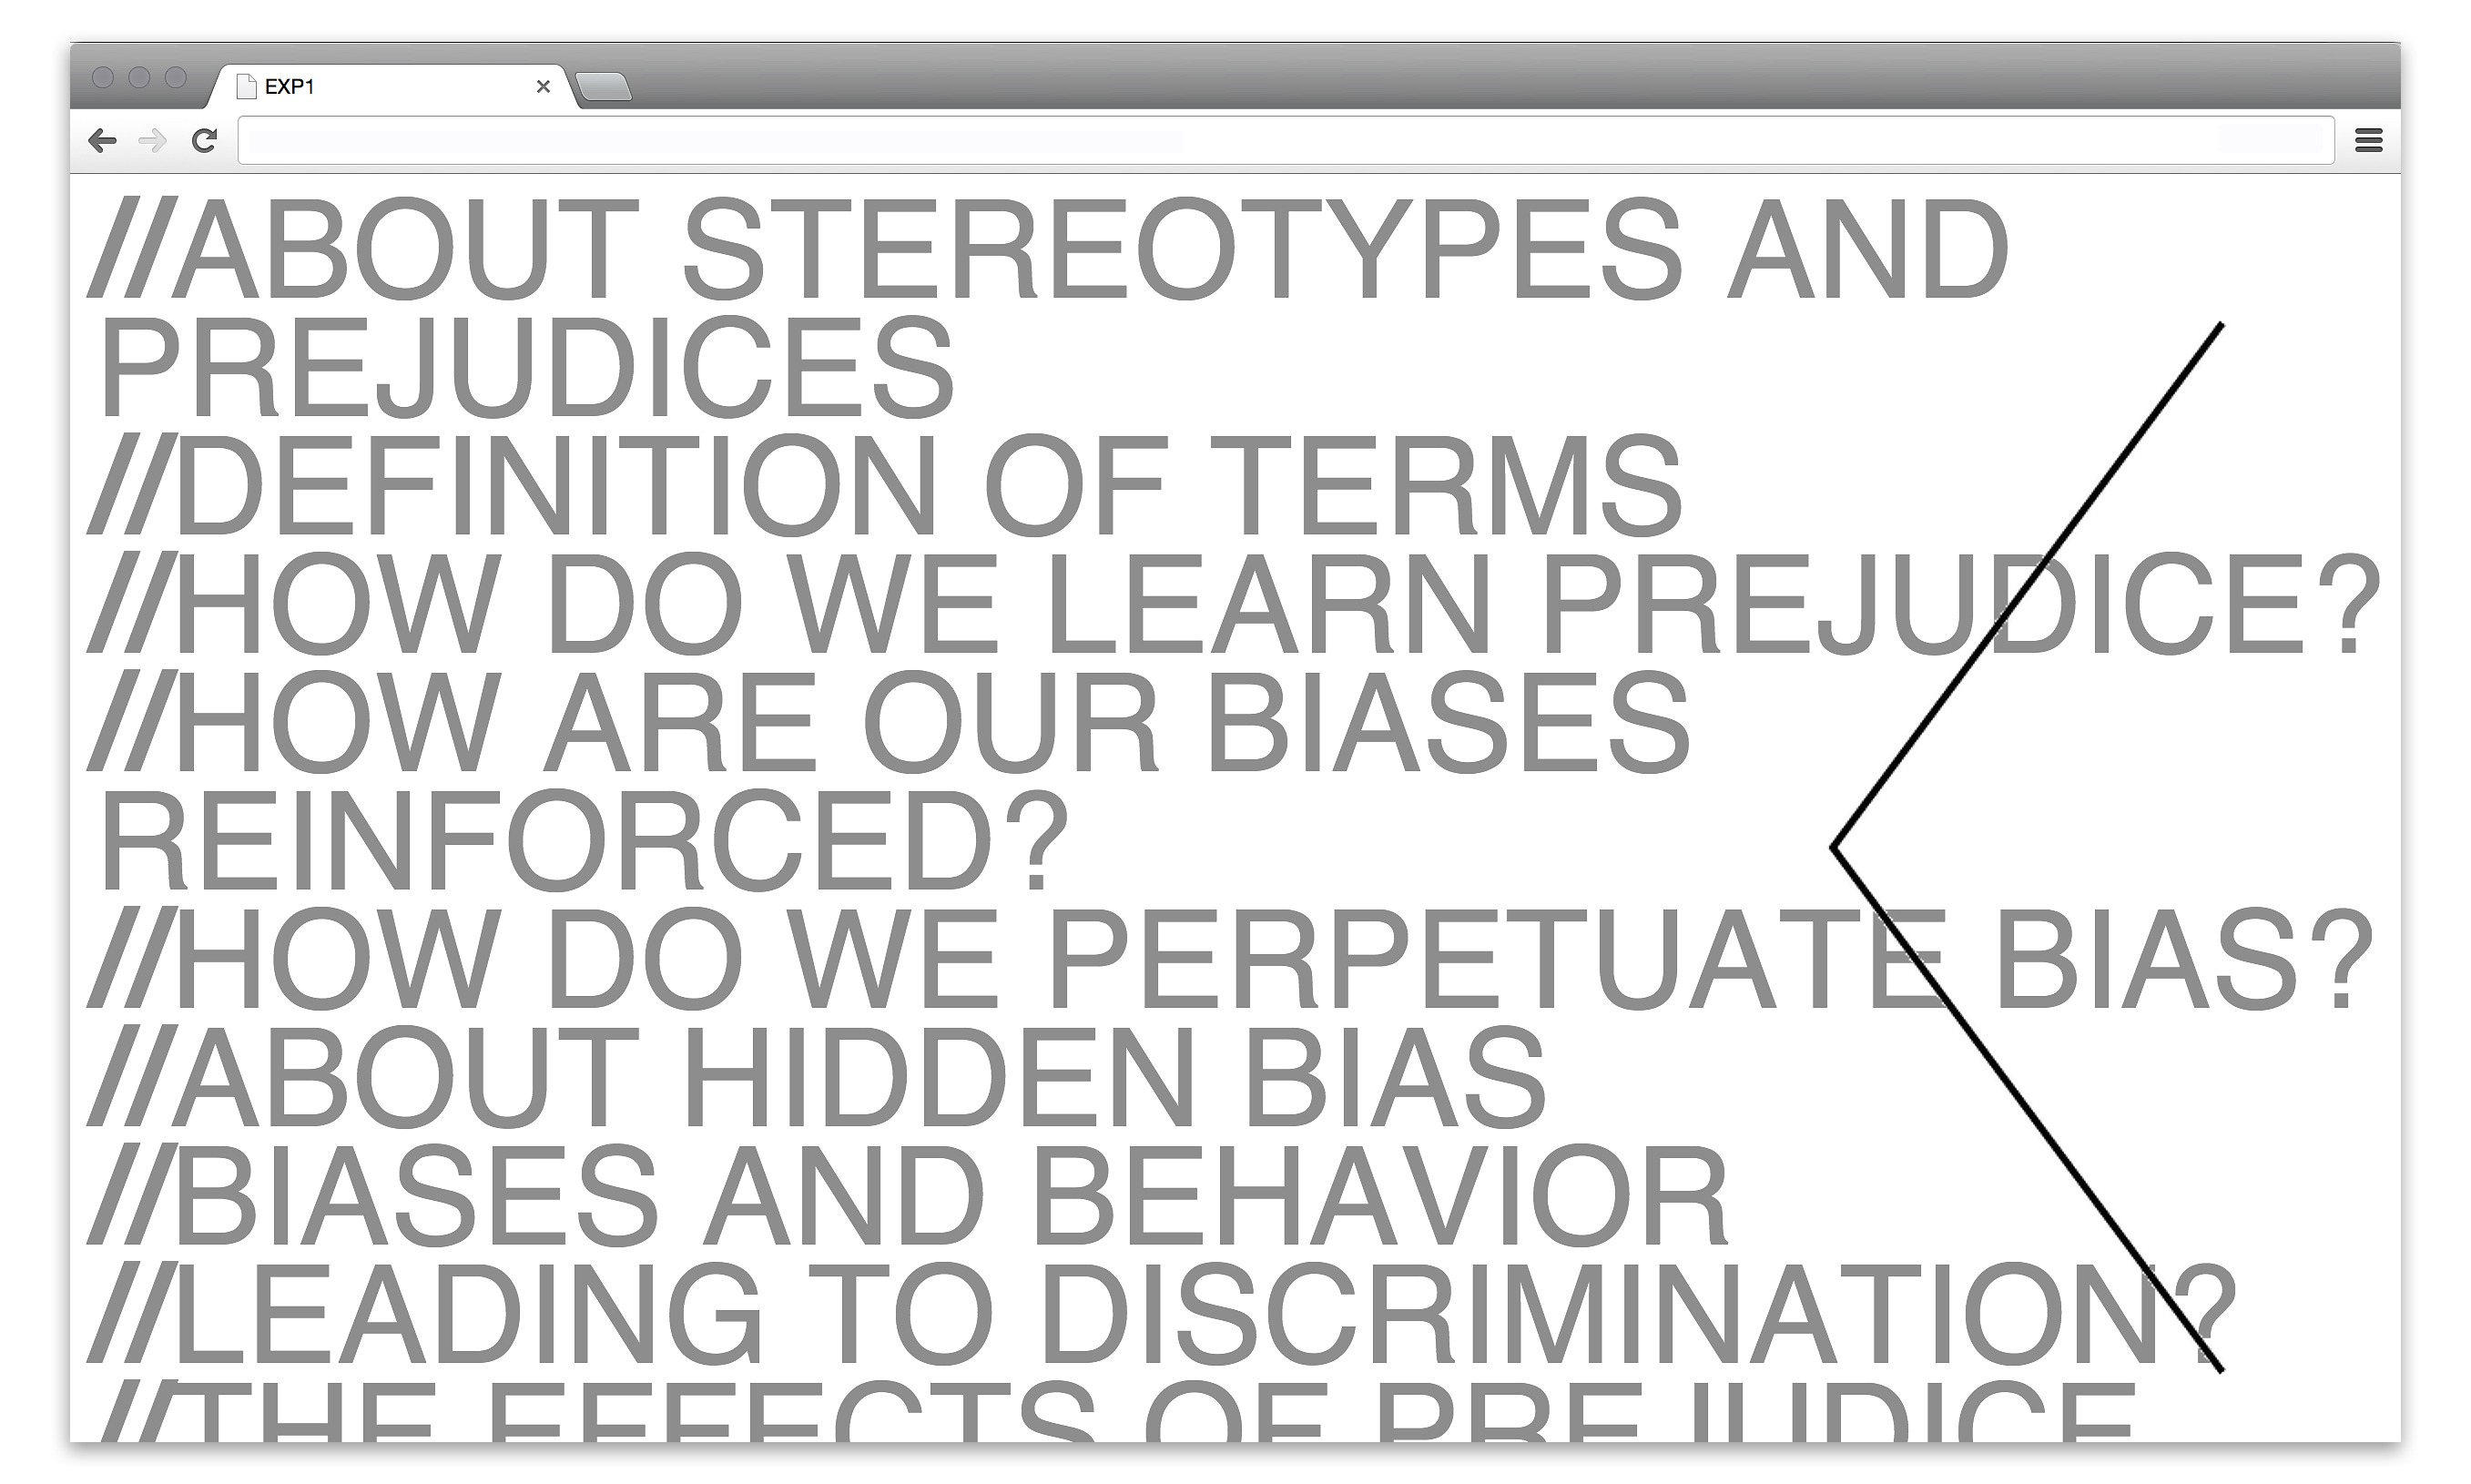 EXP1
///ABOUT STEREOTYPES AND
PREJUDICES
//DEFINITION OF TERMS
//HOW DO WE LEARN PREJUDICE?
//HOW ARE OUR BIASES
REINFORCED?
//HOW DO WE PERPETUATE BIAS?
//ABOUT HIDDEN BIAS
//BIASES AND BEHAVIOR
//LEADING TO DISCRIMINATION?
//THE EFFECTS OF PREJUDICE